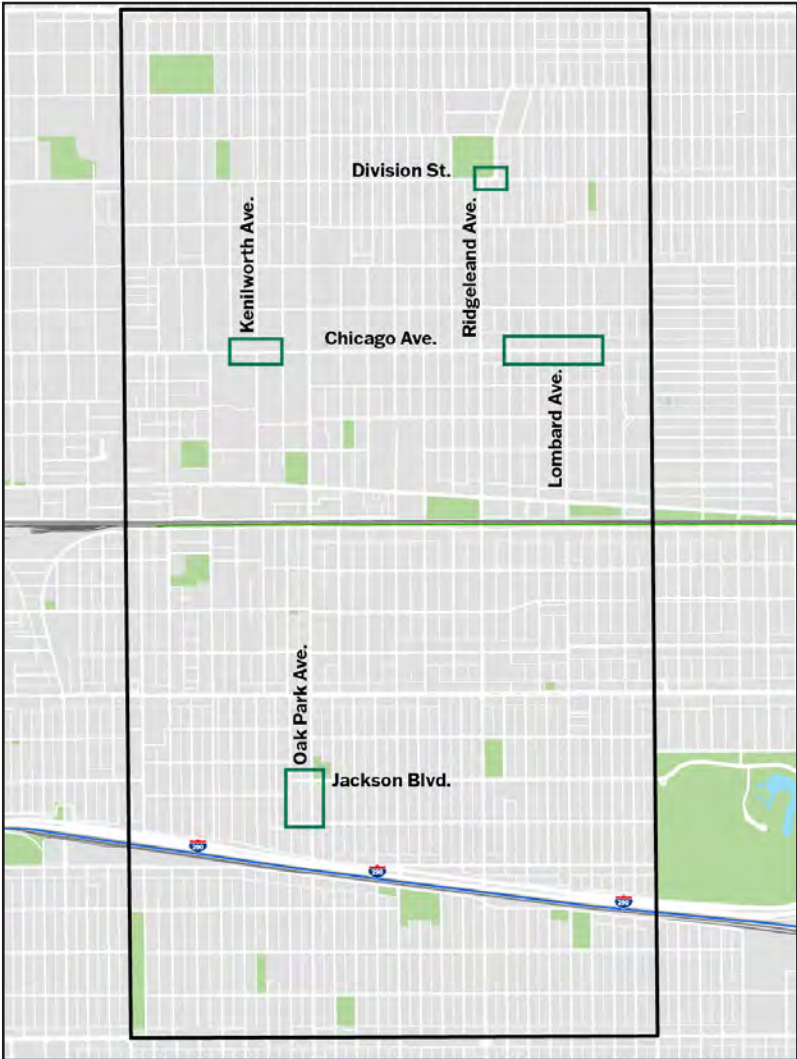 Division St.
Kenilworth Ave.
Ridgeleand Ave.
Chicago Ave.
Lombard Ave.
Oak Park Ave.
Jackson Blvd.
290
290
290